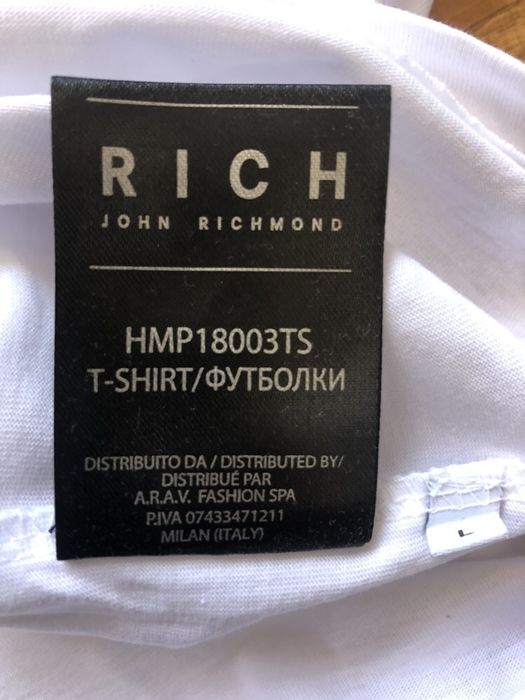 RICH
JOHN RICHMOND
HMP18003TS
T-SHIRT/ФУТБОЛКИ
DISTRIBUITO DA / DISTRIBUTED BY/
DISTRIBUÉ PAR
A.R.A.V. FASHION SPA
P.IVA 07433471211
MILAN (ITALY)
L